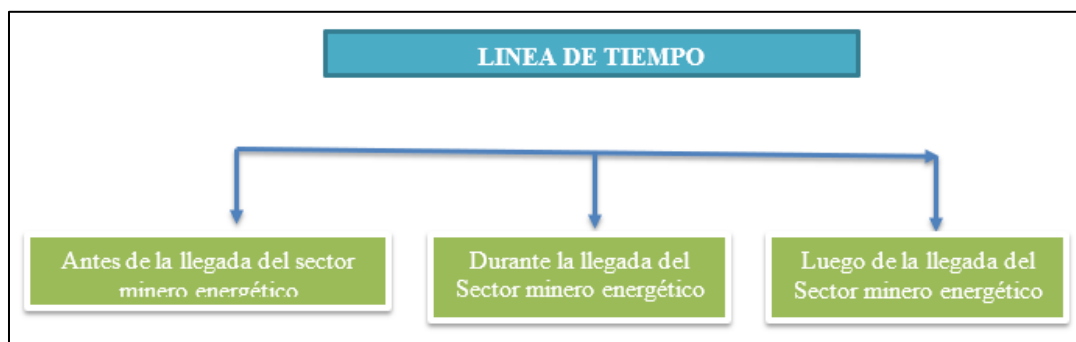 LINEA DE TIEMPO
Antes de la llegada del sector
minero energético
Durante la llegada del
Sector minero energético
Luego de la llegada del
Sector minero energético